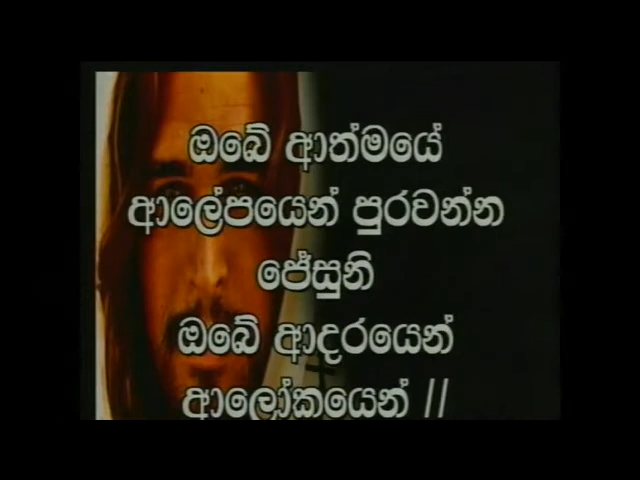 ඔබේ ආත්මයේ
ආලේපයෙන් පුරවන්න
ජේසුනි
ඔබේ ආදරයෙන්
ආලෝකයෙන් //